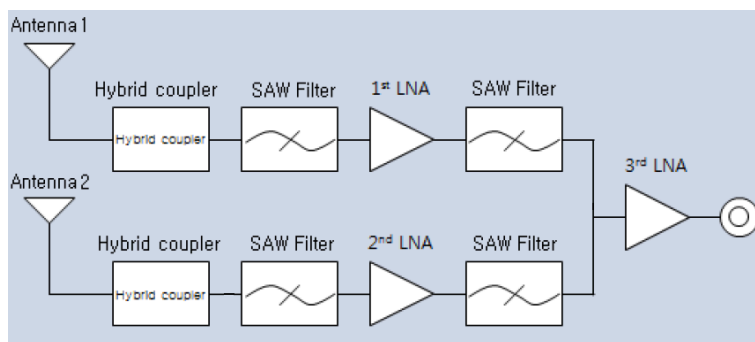 Antenna 1
Hybrid coupler SAW Filter 1st LNA SAW Filter
Hybrid coupler
3rd LNA
Antenna 2
Hybrid coupler SAW Filter 2nd LNA SAW Filter
Hybrid coupler